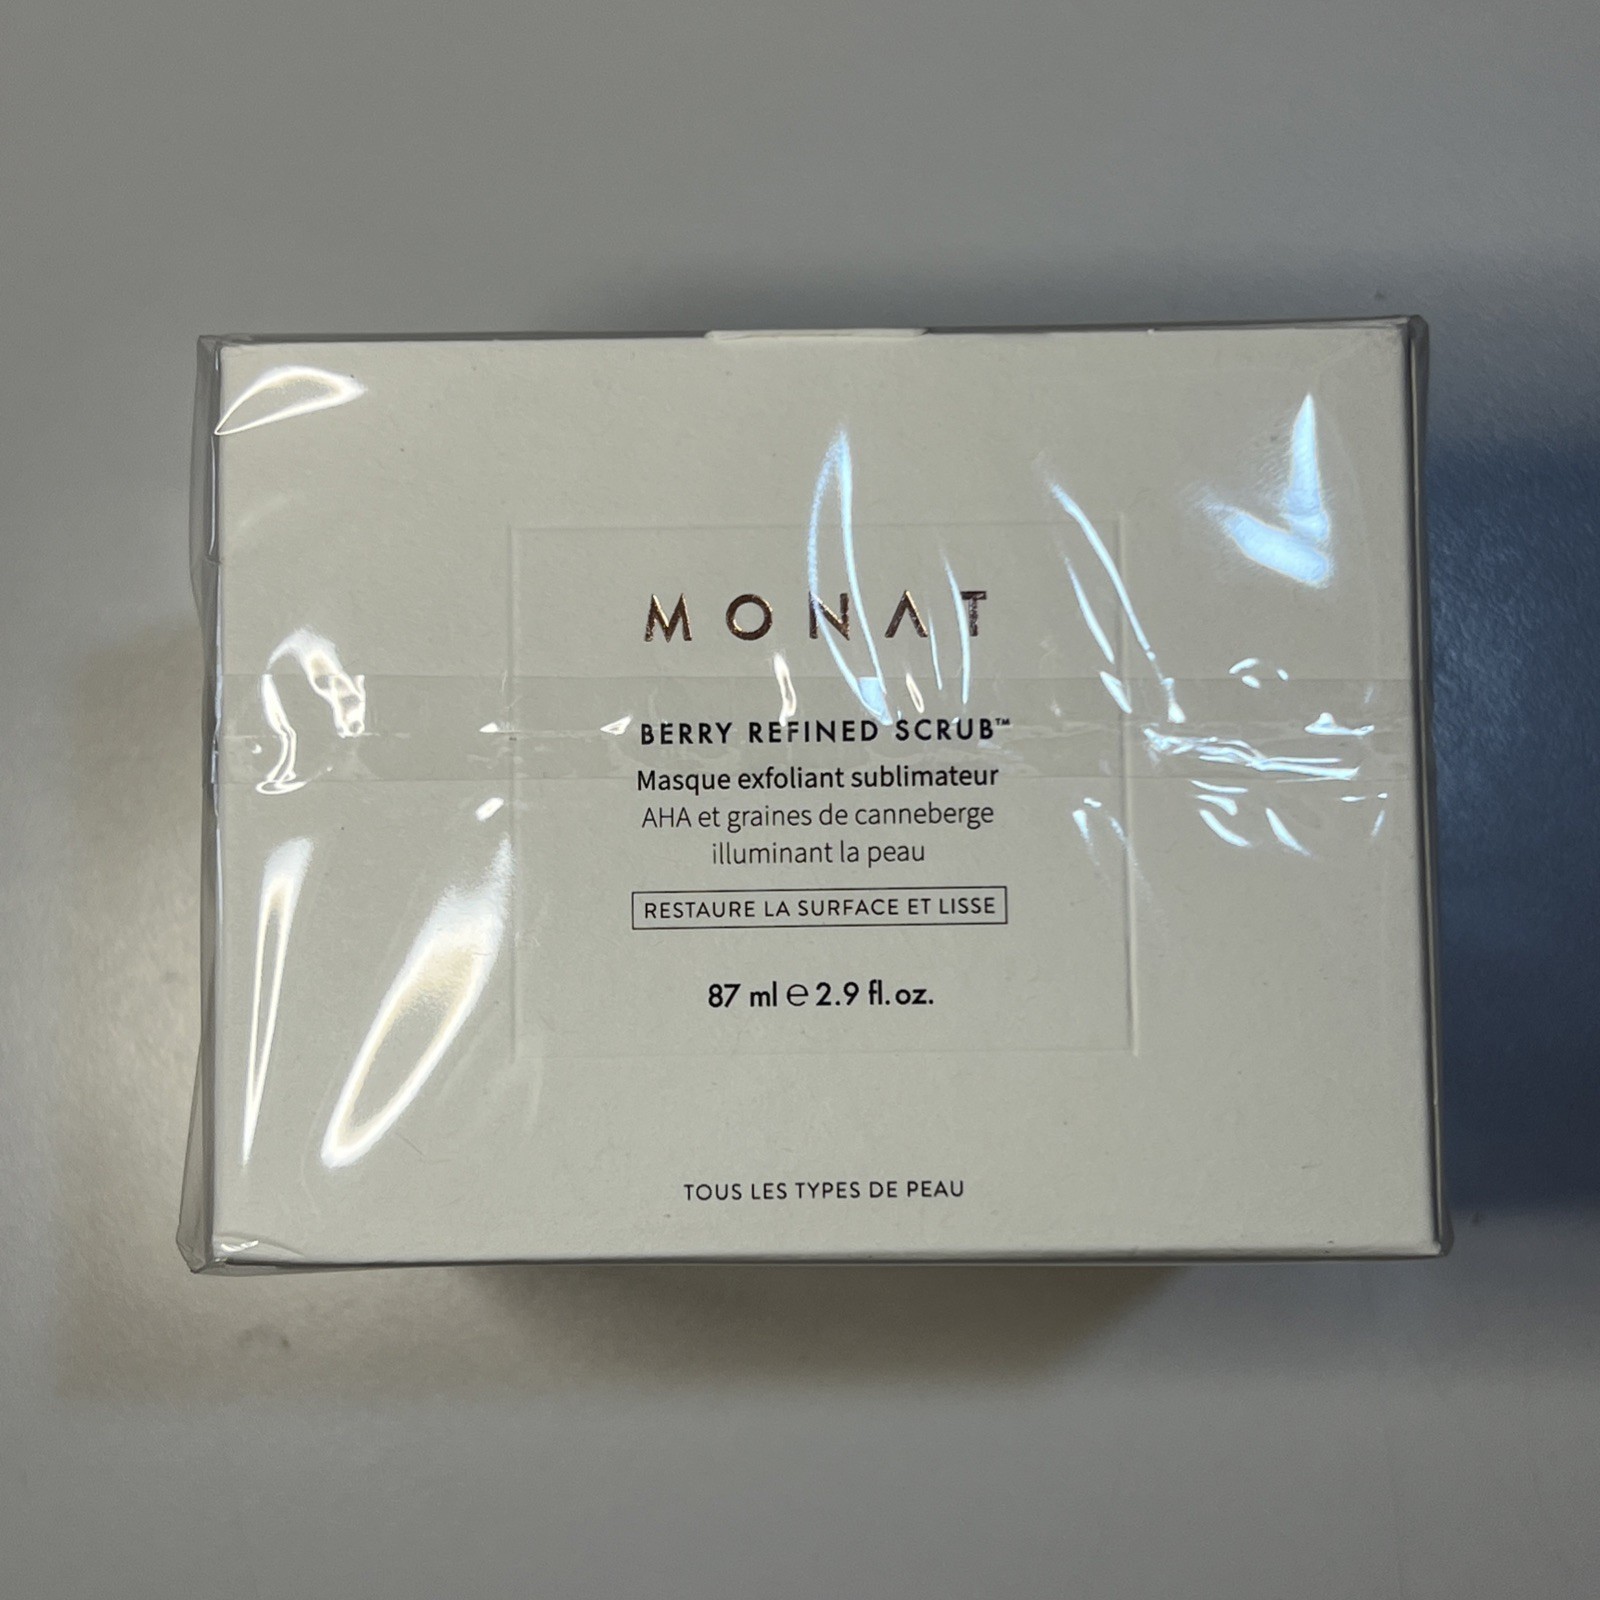 MONAT
BERRY REFINED SCRUB™
Masque exfoliant sublimateur
AHA et graines de canneberge
illuminant la peau
RESTAURE LA SURFACE ET LISSE
87 ml ℮ 2.9 fl. oz.
TOUS LES TYPES DE PEAU